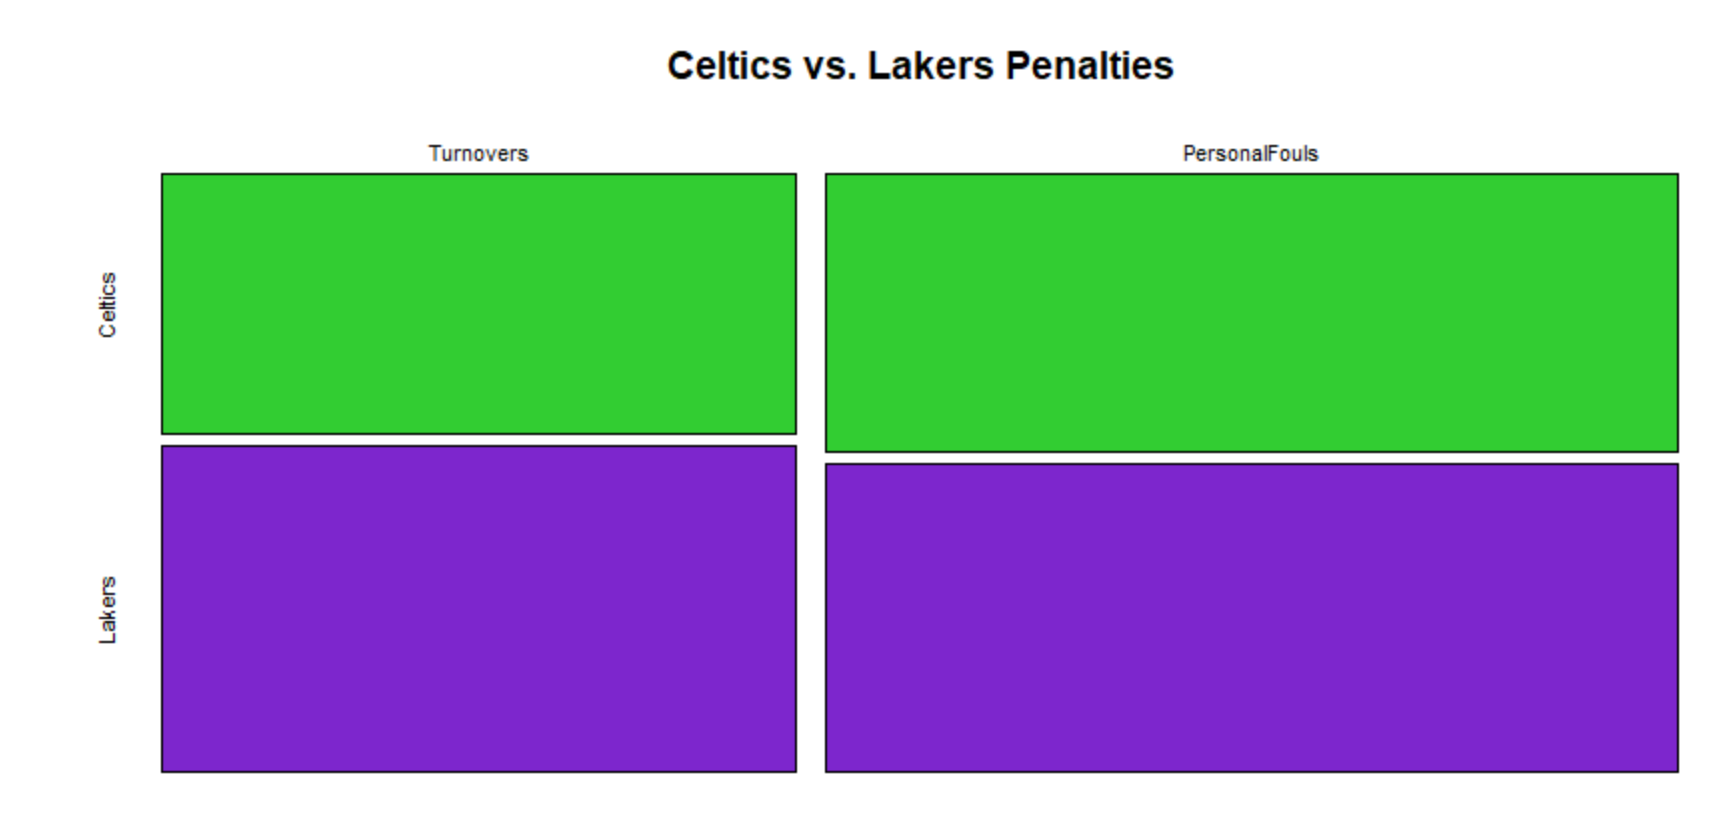 Celtics vs. Lakers Penalties
Turnovers
PersonalFouls
Celtics
Lakers